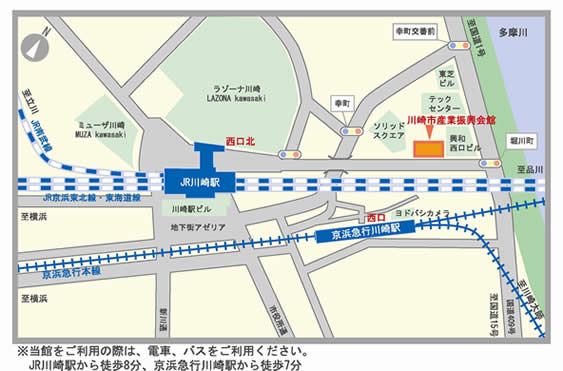 多摩川
至国道1号
幸町交番前
東芝
ビル
ラゾーナ川崎
LAZONA kawasaki
テック
センター
幸町
川崎市産業振興会館
ソリッド
スクエア
至立川
JR南武線
ミューザ川崎
MUZA kawasaki
西口北
興和
西口ビル
堀川町
至品川
JR川崎駅
JR京浜東北線・東海道線
至横浜
川崎駅ビル
地下街アゼリア
西口
ヨドバシカメラ
京浜急行川崎駅
京浜急行本線
至横浜
新川通
市役所通
至国道15号
国道409号
至川崎大師
※当館をご利用の際は、電車、バスをご利用ください。
JR川崎駅から徒歩8分、京浜急行川崎駅から徒歩7分